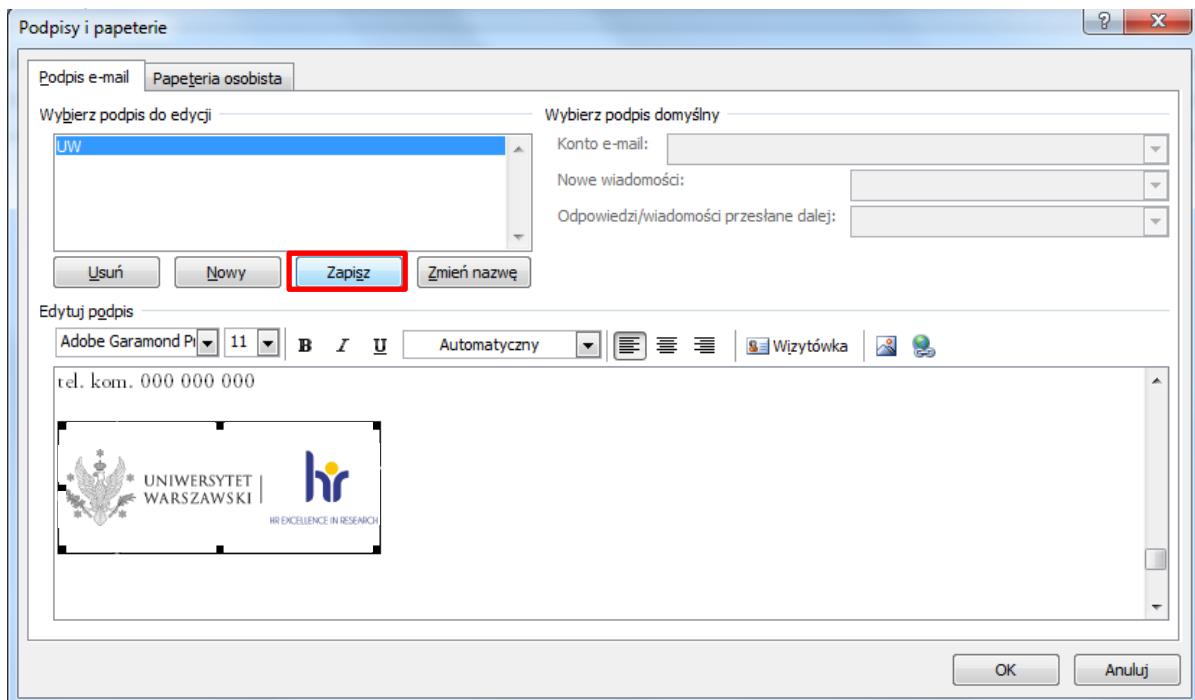 Podpisy i papeterie
Podpis e-mail Papeteria osobista
Wybierz podpis do edycji Wybierz podpis domyślny
UW
Konto e-mail:
Nowe wiadomości:
Odpowiedzi/wiadomości przesłane dalej:
Usuń Nowy Zapisz Zmień nazwę
Edytuj podpis
Adobe Garamond Pr 11 B I U Automatyczny Wizytówka
tel. kom. 000 000 000
UNIWERSYTET
WARSZAWSKI
hr
HR EXCELLENCE IN RESEARCH
OK Anuluj